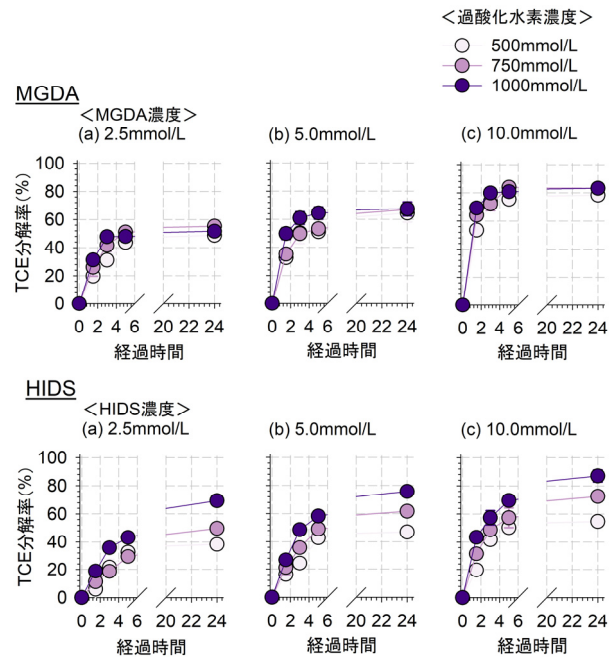 ＜過酸化水素濃度＞
500mmol/L
750mmol/L
1000mmol/L
MGDA
＜MGDA濃度＞
(a) 2.5mmol/L
(b) 5.0mmol/L
(c) 10.0mmol/L
TCE分解率(%)
100
80
60
40
20
0
0 2 4 6 20 22 24
0 2 4 6 20 22 24
0 2 4 6 20 22 24
経過時間 経過時間 経過時間
HIDS
＜HIDS濃度＞
(a) 2.5mmol/L
(b) 5.0mmol/L
(c) 10.0mmol/L
TCE分解率(%)
100
80
60
40
20
0
0 2 4 6 20 22 24
0 2 4 6 20 22 24
0 2 4 6 20 22 24
経過時間 経過時間 経過時間